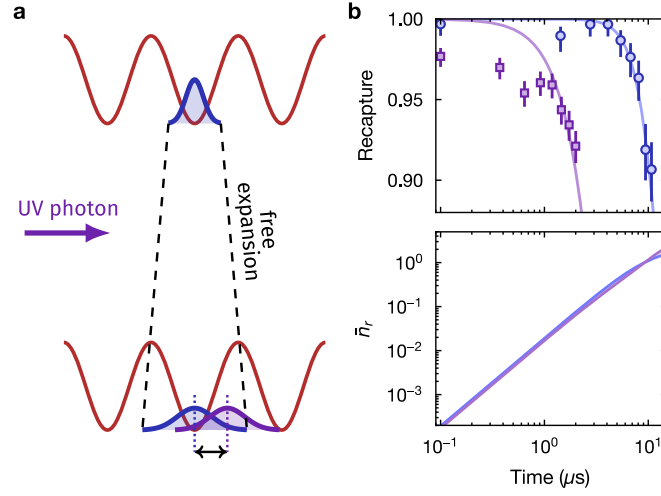 a
UV photon
free
expansion
b
1.00
0.95
0.90
Recapture
10⁰
10⁻¹
10⁻²
10⁻³
n̄ᵣ
10⁻¹
10⁰
10¹
Time (μs)